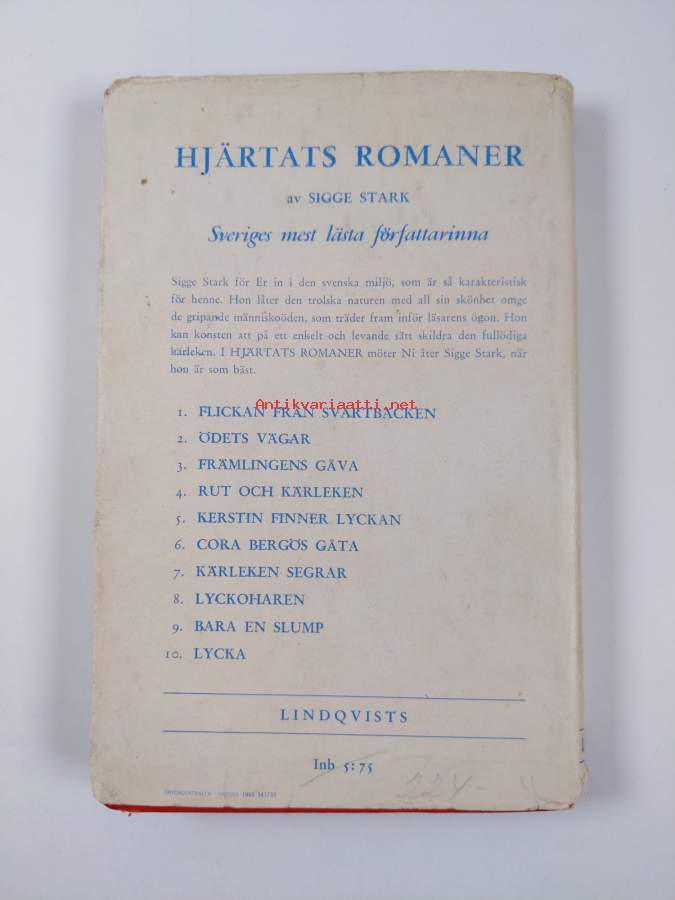 HJÄRTATS ROMANER
av SIGGE STARK
Sveriges mest lästa författarinna
Sigge Stark för Er in i den svenska miljö, som är så karakteristisk
för henne. Hon låter den trolska naturen med all sin skönhet omge
de gripande människoöden, som träder fram inför läsarens ögon. Hon
kan konsten att på ett enkelt och levande sätt skildra den fullödiga
kärleken. I HJÄRTATS ROMANER möter Ni åter Sigge Stark, när
hon är som bäst.
Antikvariaatti.net
1. FLICKAN FRÅN SVARTBÄCKEN
2. ÖDETS VÄGAR
3. FRÄMLINGENS GÅVA
4. RUT OCH KÄRLEKEN
5. KERSTIN FINNER LYCKAN
6. CORA BERGÖS GÅTA
7. KÄRLEKEN SEGRAR
8. LYCKOHAREN
9. BARA EN SLUMP
10. LYCKA
LINDQVISTS
Inb 5:75
224-